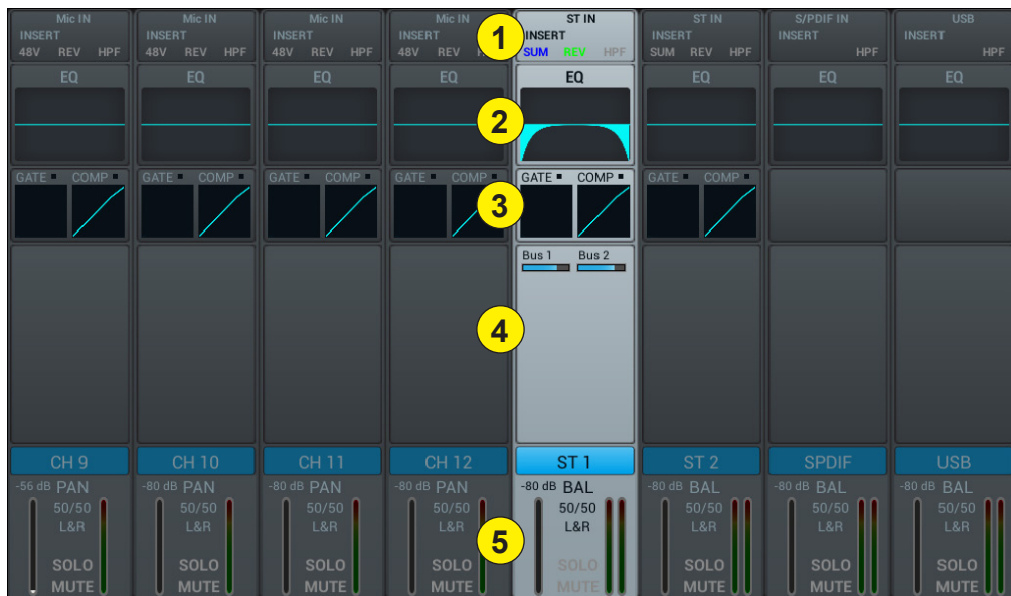 Mic IN Mic IN Mic IN Mic IN ST IN ST IN S/PDIF IN USB
INSERT INSERT INSERT INSERT 1 INSERT INSERT INSERT INSERT
48V REV HPF 48V REV HPF 48V REV HPF 48V REV HPF SUM REV HPF SUM REV HPF HPF HPF
EQ EQ EQ EQ EQ EQ EQ EQ
2
GATE COMP GATE COMP GATE COMP GATE COMP GATE COMP GATE COMP
3
Bus 1 Bus 2
4
CH 9 CH 10 CH 11 CH 12 ST 1 ST 2 SPDIF USB
-56 dB PAN -80 dB PAN -80 dB PAN -80 dB PAN -80 dB BAL -80 dB BAL -80 dB BAL -80 dB BAL
50/50 50/50 50/50 50/50 50/50 50/50 50/50 50/50
L&R L&R L&R L&R L&R L&R L&R L&R
5
SOLO SOLO SOLO SOLO SOLO SOLO SOLO SOLO
MUTE MUTE MUTE MUTE MUTE MUTE MUTE MUTE